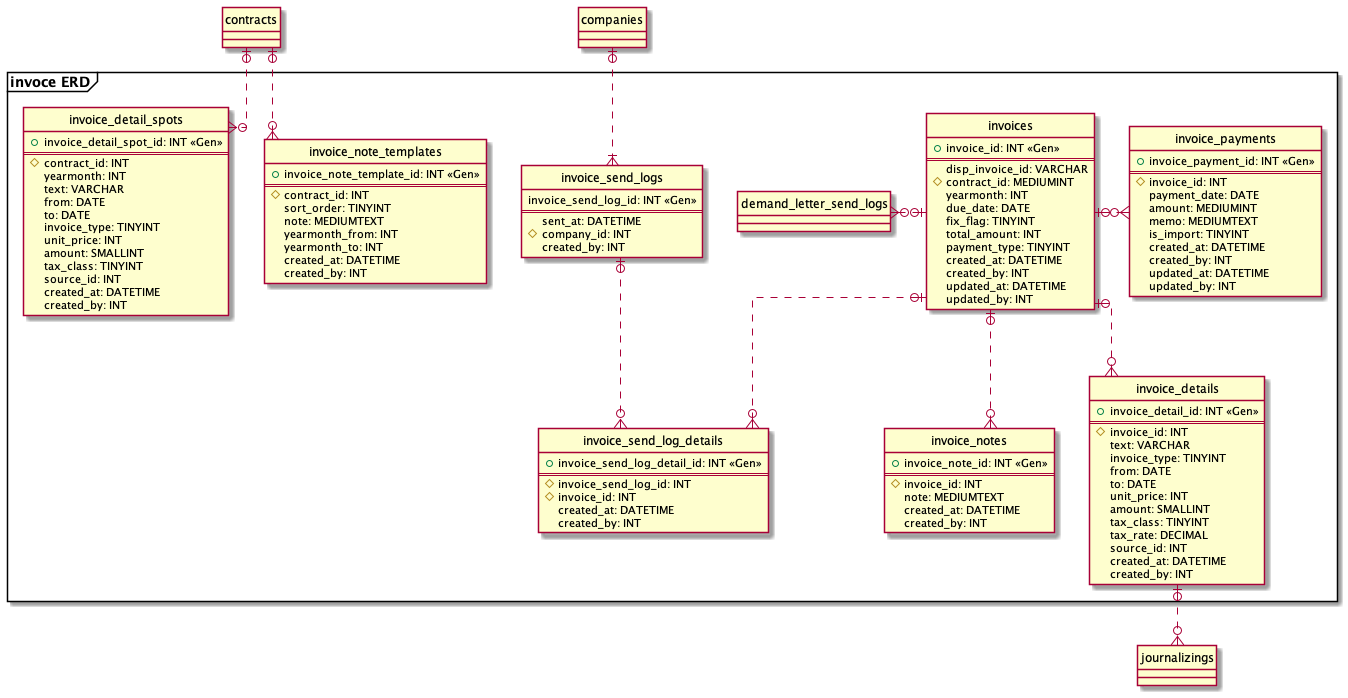 contracts
companies
invoce ERD
invoice_detail_spots
invoice_detail_spot_id: INT «Gen»
contract_id: INT
yearmonth: INT
text: VARCHAR
from: DATE
to: DATE
invoice_type: TINYINT
unit_price: INT
amount: SMALLINT
tax_class: TINYINT
source_id: INT
created_at: DATETIME
created_by: INT
invoice_note_templates
invoice_note_template_id: INT «Gen»
contract_id: INT
sort_order: TINYINT
note: MEDIUMTEXT
yearmonth_from: INT
yearmonth_to: INT
created_at: DATETIME
created_by: INT
invoice_send_logs
invoice_send_log_id: INT «Gen»
sent_at: DATETIME
company_id: INT
created_by: INT
demand_letter_send_logs
invoices
invoice_id: INT «Gen»
disp_invoice_id: VARCHAR
contract_id: MEDIUMINT
yearmonth: INT
due_date: DATE
fix_flag: TINYINT
total_amount: INT
payment_type: TINYINT
created_at: DATETIME
created_by: INT
updated_at: DATETIME
updated_by: INT
invoice_payments
invoice_payment_id: INT «Gen»
invoice_id: INT
payment_date: DATE
amount: MEDIUMINT
memo: MEDIUMTEXT
is_import: TINYINT
created_at: DATETIME
created_by: INT
updated_at: DATETIME
updated_by: INT
invoice_send_log_details
invoice_send_log_detail_id: INT «Gen»
invoice_send_log_id: INT
invoice_id: INT
created_at: DATETIME
created_by: INT
invoice_notes
invoice_note_id: INT «Gen»
invoice_id: INT
note: MEDIUMTEXT
created_at: DATETIME
created_by: INT
invoice_details
invoice_detail_id: INT «Gen»
invoice_id: INT
text: VARCHAR
invoice_type: TINYINT
from: DATE
to: DATE
unit_price: INT
amount: SMALLINT
tax_class: TINYINT
tax_rate: DECIMAL
source_id: INT
created_at: DATETIME
created_by: INT
journalizings